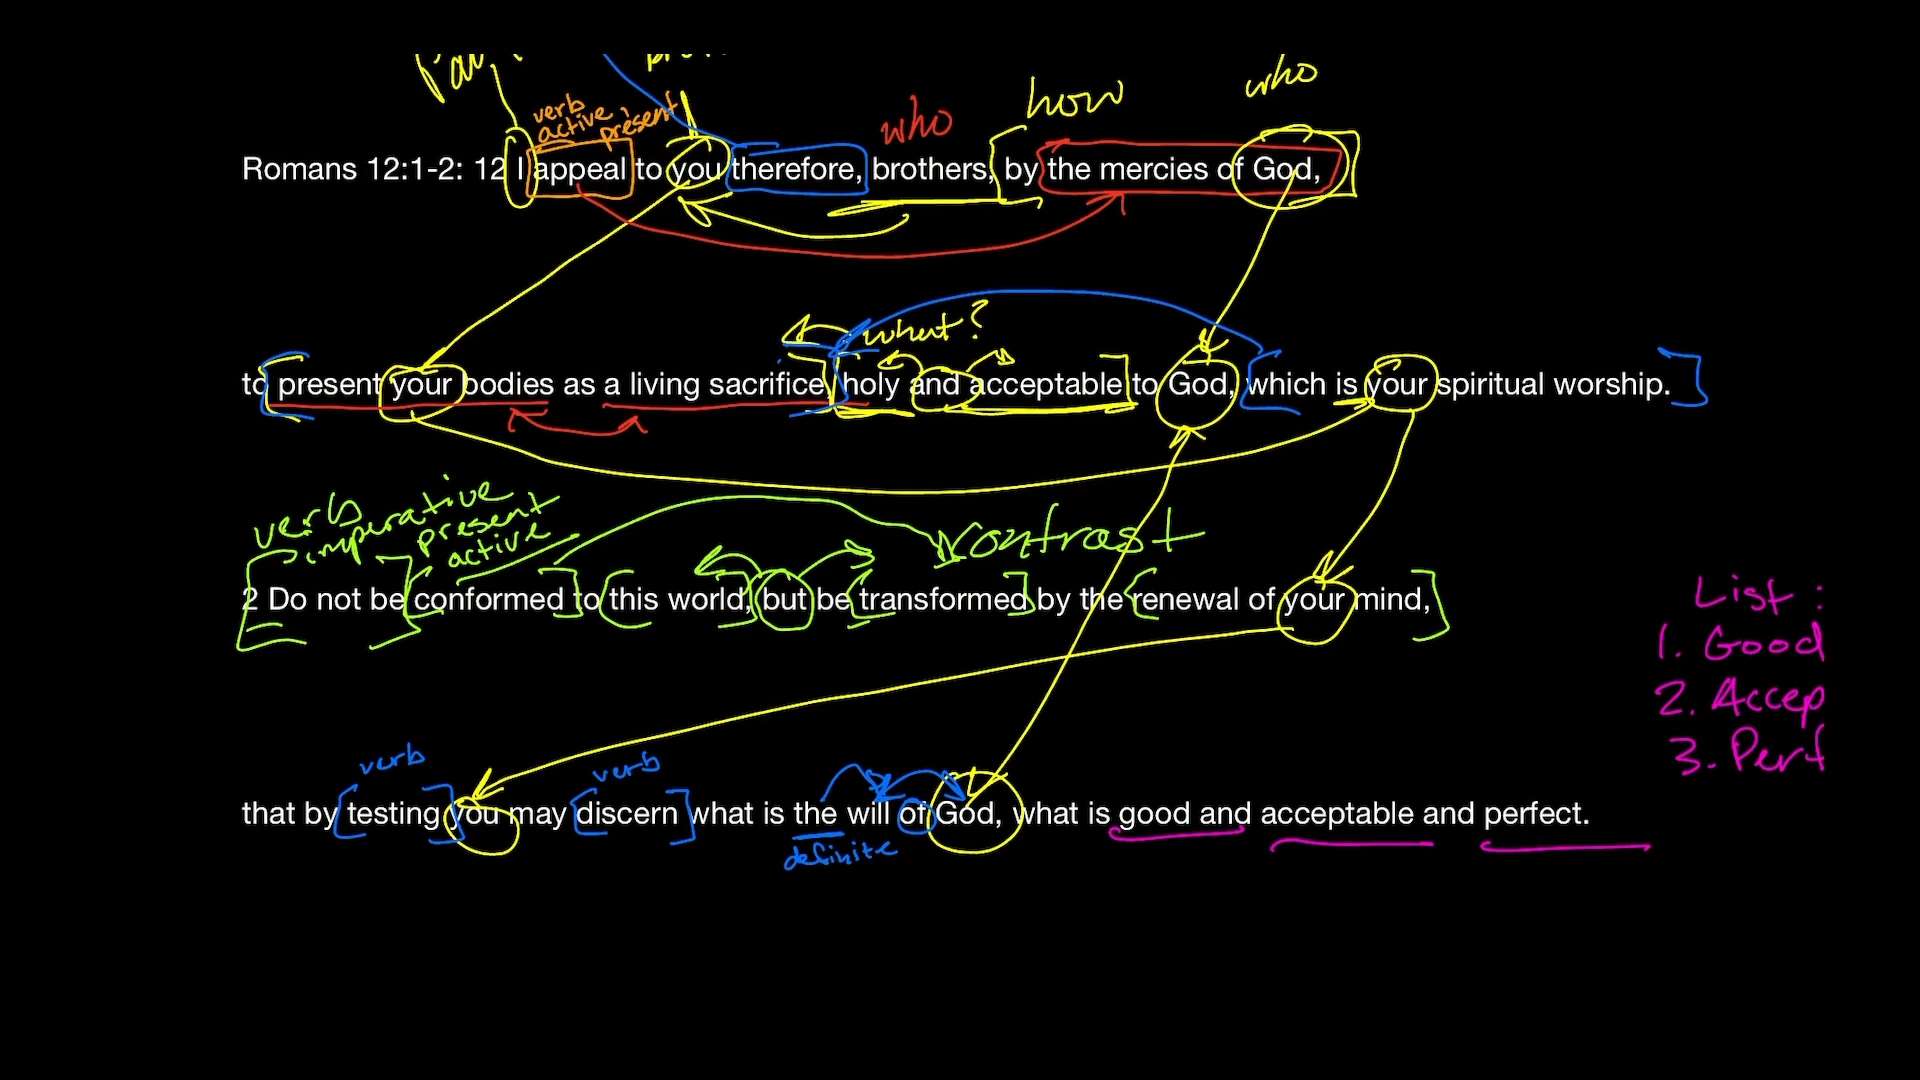 how
who
verb
active present
who
Romans 12:1-2: 12 I appeal to you therefore, brothers, by the mercies of God,
what?
to present your bodies as a living sacrifice, holy and acceptable to God, which is your spiritual worship.
verb
imperative
present
active
contrast
2 Do not be conformed to this world, but be transformed by the renewal of your mind,
List :
1. Good
2. Accep
3. Perf
verb
verb
that by testing you may discern what is the will of God, what is good and acceptable and perfect.
definite